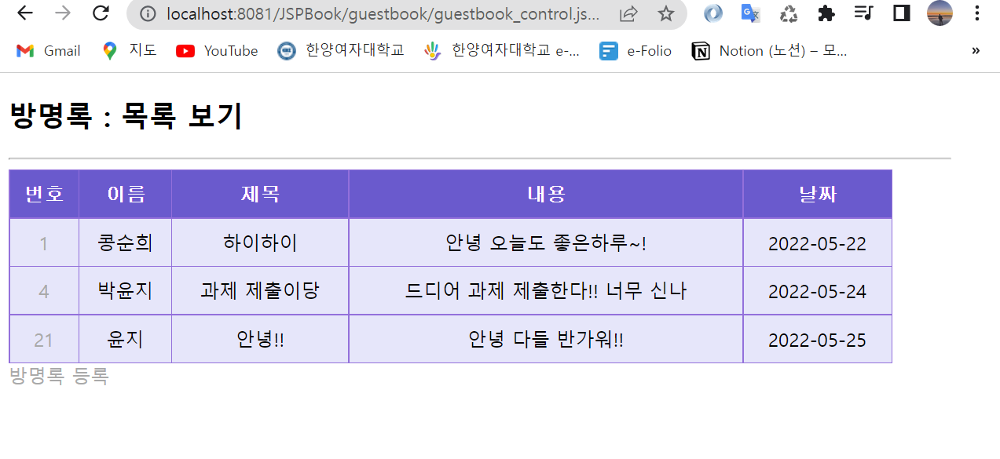 localhost:8081/JSPBook/guestbook/guestbook_control.js...
Gmail 지도 YouTube 한양여자대학교 한양여자대학교 e-... e-Folio Notion (노션) – 모... »
방명록 : 목록 보기
번호 이름 제목 내용 날짜
1 콩순희 하이하이 안녕 오늘도 좋은하루~! 2022-05-22
4 박윤지 과제 제출이당 드디어 과제 제출한다!! 너무 신나 2022-05-24
21 윤지 안녕!! 안녕 다들 반가워!! 2022-05-25
방명록 등록